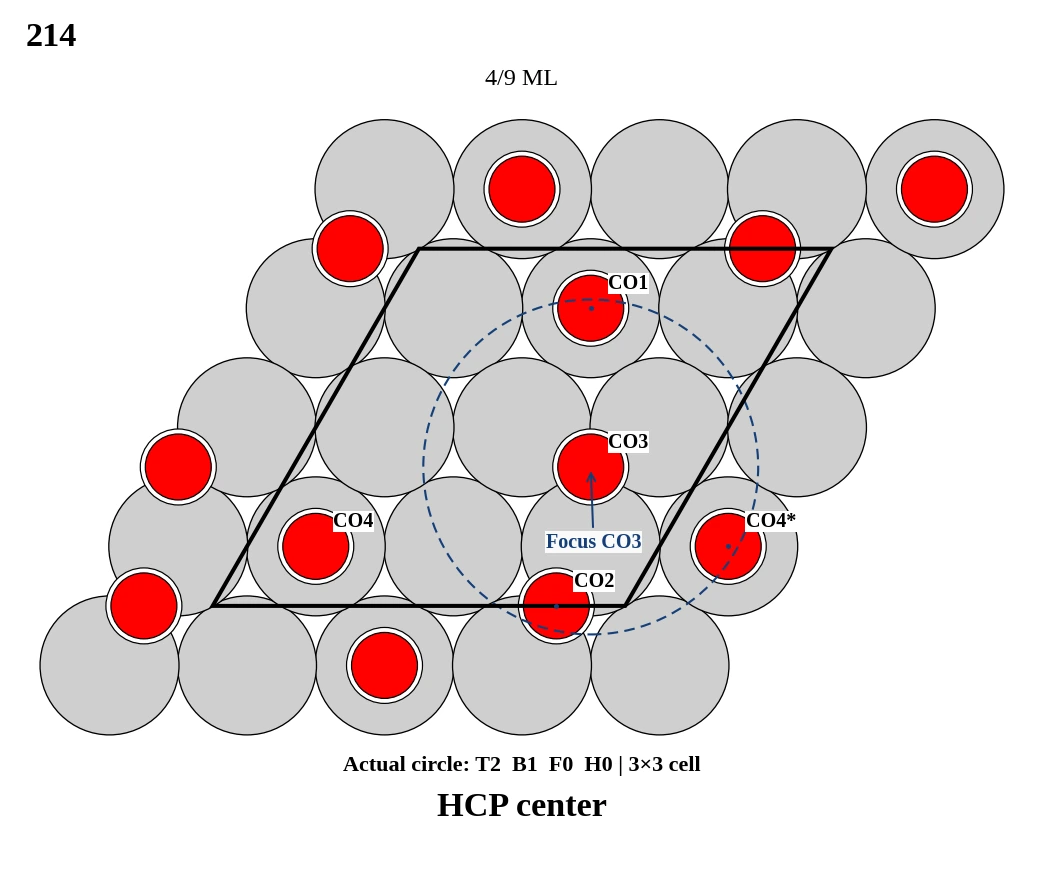 214
4/9 ML
CO1
CO3
CO4
CO4*
Focus CO3
CO2
Actual circle: T2 B1 F0 H0 | 3×3 cell
HCP center